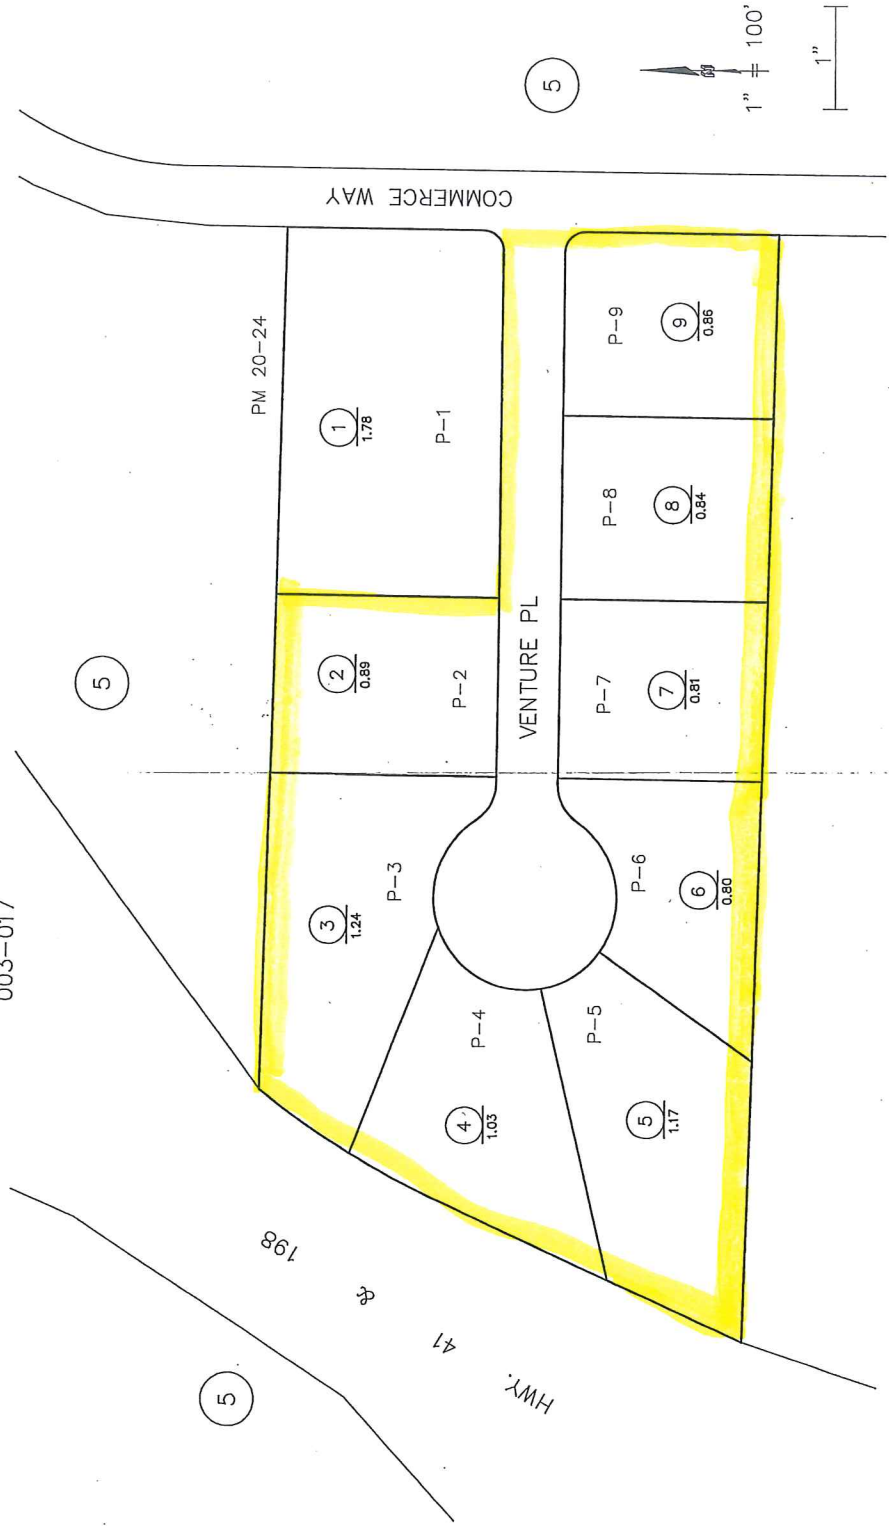 003-017
5
PM 20-24
COMMERCE WAY
5
1" = 100'
1"
1
1.78
P-1
2
0.89
P-2
3
1.24
P-3
4
1.03
P-4
VENTURE PL
P-5
5
1.17
P-6
6
0.80
P-7
7
0.81
P-8
8
0.84
P-9
9
0.86
198
&
41
HWY.
5